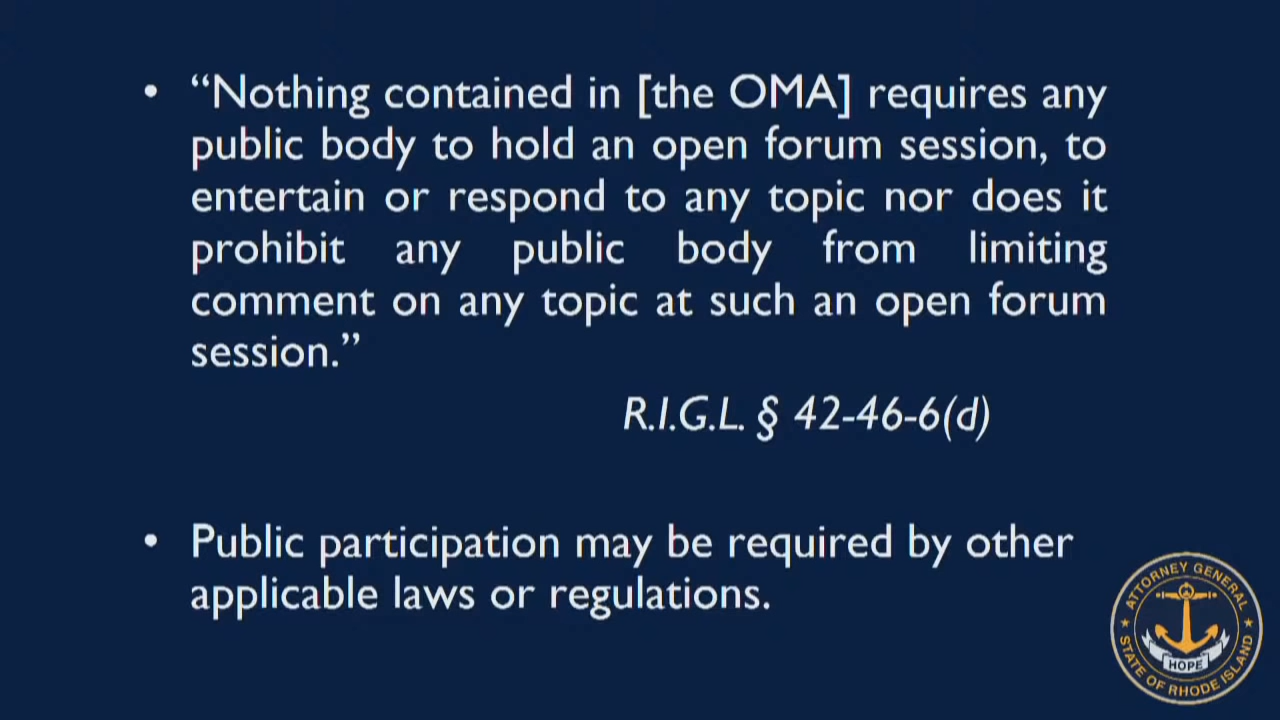 • “Nothing contained in [the OMA] requires any
public body to hold an open forum session, to
entertain or respond to any topic nor does it
prohibit any public body from limiting
comment on any topic at such an open forum
session.”
R.I.G.L. § 42-46-6(d)
• Public participation may be required by other
applicable laws or regulations.
ATTORNEY GENERAL
HOPE
STATE OF RHODE ISLAND